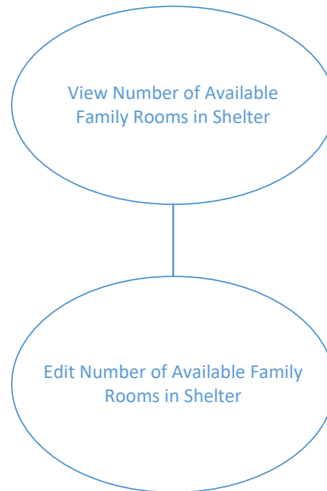 View Number of Available
Family Rooms in Shelter
Edit Number of Available Family
Rooms in Shelter